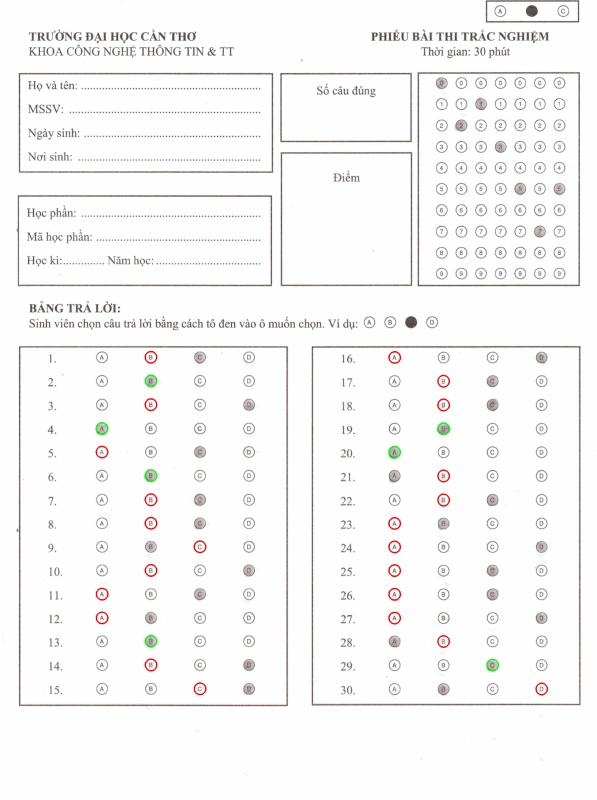 A C
TRƯỜNG ĐẠI HỌC CẦN THƠ
KHOA CÔNG NGHỆ THÔNG TIN & TT
PHIẾU BÀI THI TRẮC NGHIỆM
Thời gian: 30 phút
Họ và tên:
MSSV:
Ngày sinh:
Nơi sinh:
Học phần:
Mã học phần:
Học kì: Năm học:
Số câu đúng
Điểm
0 0 0 0 0 0 0
1 1 1 1 1 1 1
2 2 2 2 2 2 2
3 3 3 3 3 3 3
4 4 4 4 4 4 4
5 5 5 5 5 5 5
6 6 6 6 6 6 6
7 7 7 7 7 7 7
8 8 8 8 8 8 8
9 9 9 9 9 9 9
BẢNG TRẢ LỜI:
Sinh viên chọn câu trả lời bằng cách tô đen vào ô muốn chọn. Ví dụ: A B D
1. A B C D
2. A B C D
3. A B C D
4. A B C D
5. A B C D
6. A B C D
7. A B C D
8. A B C D
9. A B C D
10. A B C D
11. A B C D
12. A B C D
13. A B C D
14. A B C D
15. A B C D
16. A B C D
17. A B C D
18. A B C D
19. A B C D
20. A B C D
21. A B C D
22. A B C D
23. A B C D
24. A B C D
25. A B C D
26. A B C D
27. A B C D
28. A B C D
29. A B C D
30. A B C D